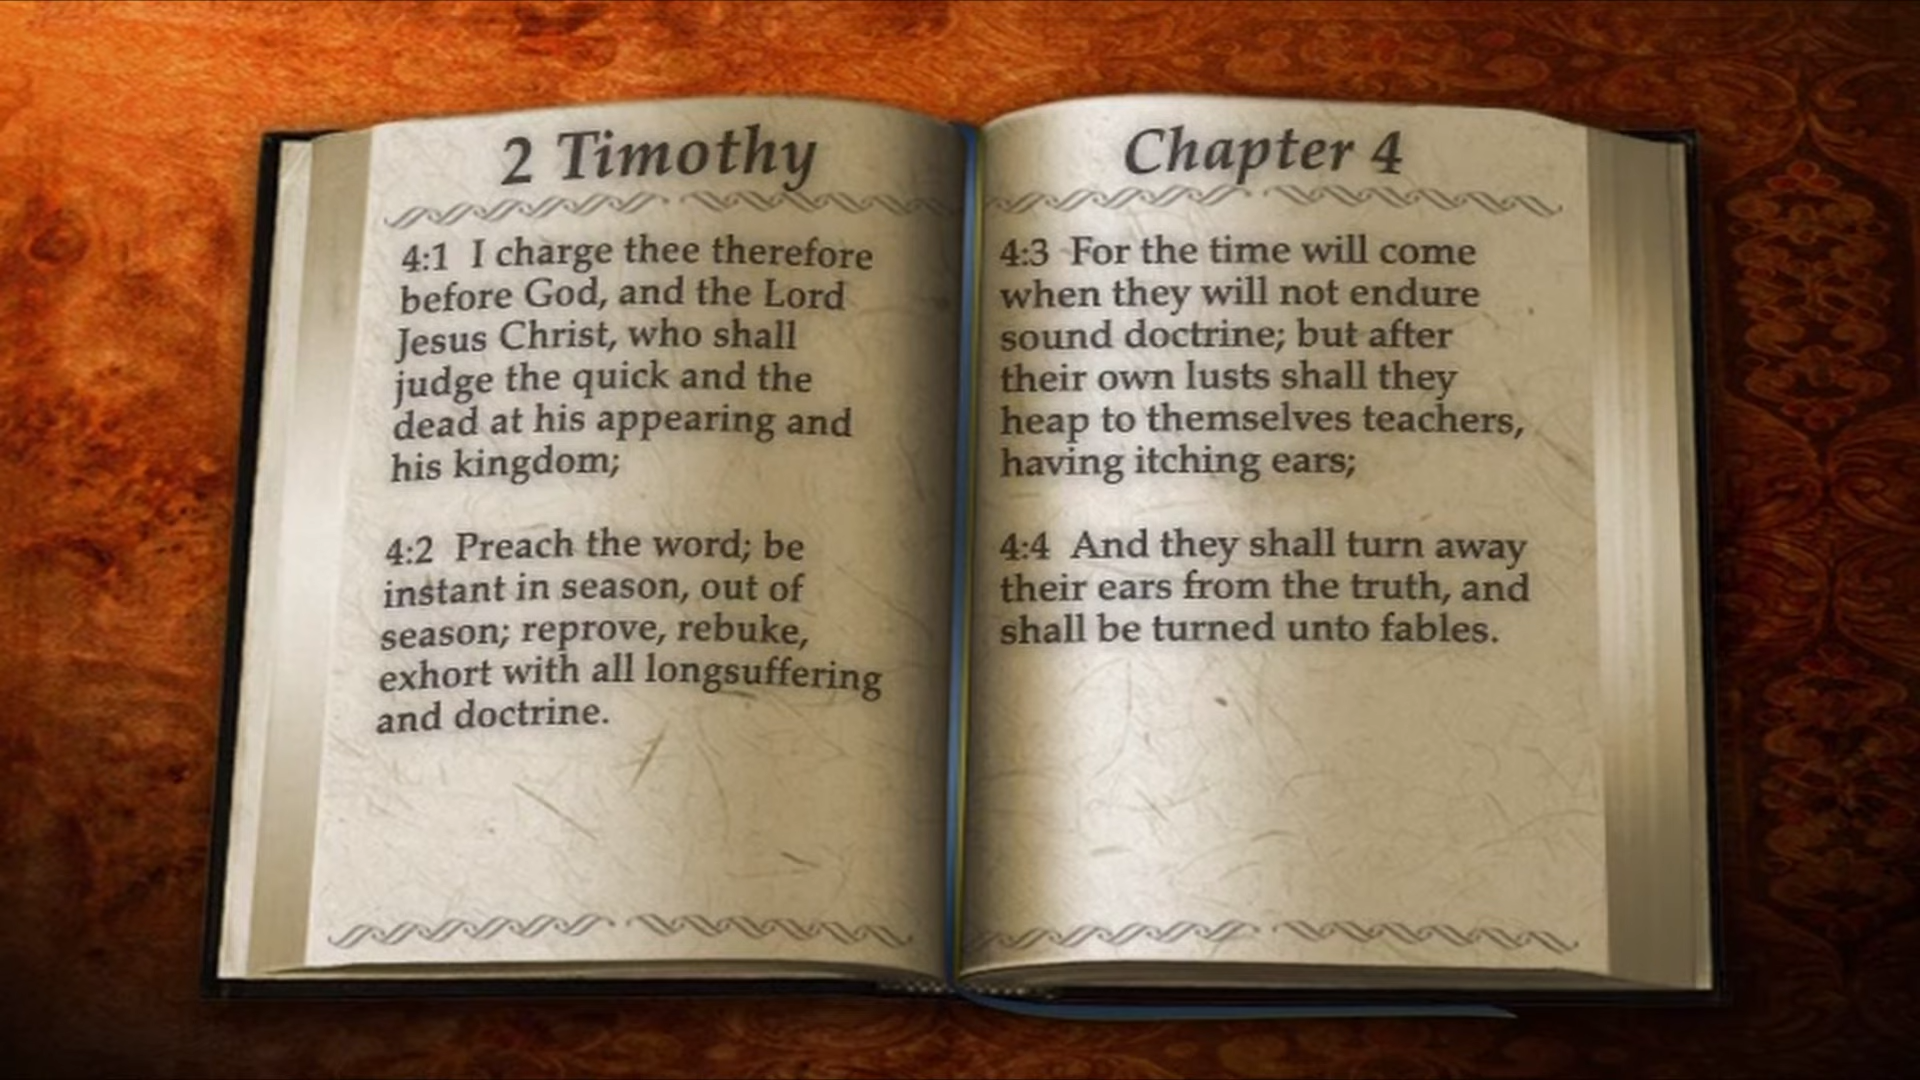 2 Timothy
4:1 I charge thee therefore
before God, and the Lord
Jesus Christ, who shall
judge the quick and the
dead at his appearing and
his kingdom;
4:2 Preach the word; be
instant in season, out of
season; reprove, rebuke,
exhort with all longsuffering
and doctrine.
Chapter 4
4:3 For the time will come
when they will not endure
sound doctrine; but after
their own lusts shall they
heap to themselves teachers,
having itching ears;
4:4 And they shall turn away
their ears from the truth, and
shall be turned unto fables.